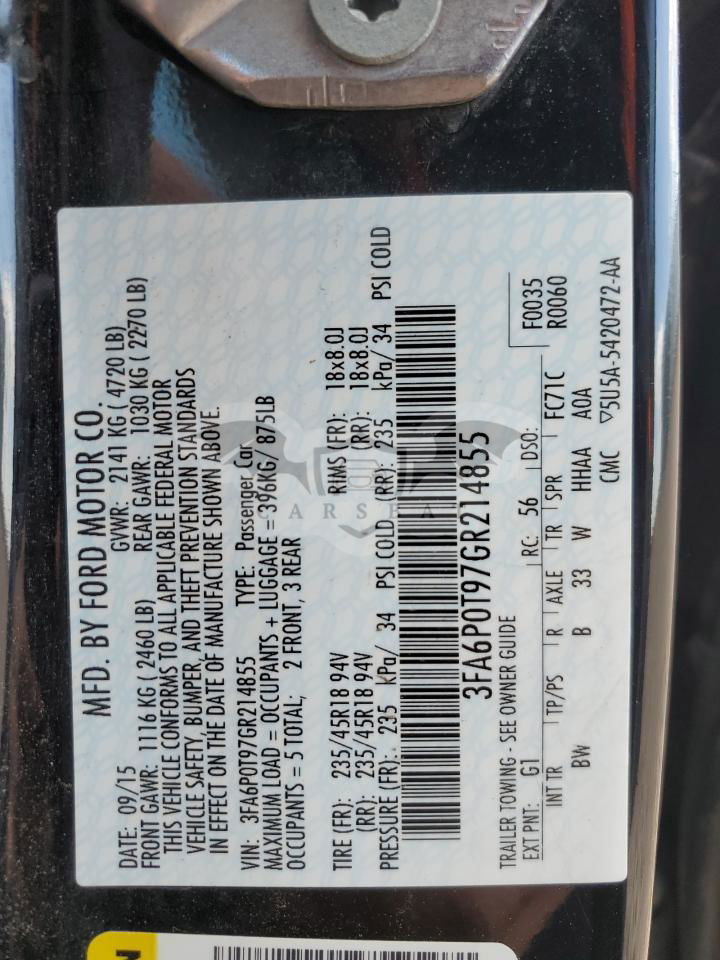 MFD. BY FORD MOTOR CO.
DATE: 09/15 GVWR: 2141 KG ( 4720 LB)
FRONT GAWR: 1116 KG (2460 LB) REAR GAWR: 1030 KG ( 2270 LB)
THIS VEHICLE CONFORMS TO ALL APPLICABLE FEDERAL MOTOR
VEHICLE SAFETY, BUMPER, AND THEFT PREVENTION STANDARDS
IN EFFECT ON THE DATE OF MANUFACTURE SHOWN ABOVE.
VIN: 3FA6P0T97GR214855 TYPE: Passenger Car
MAXIMUM LOAD = OCCUPANTS + LUGGAGE = 396KG/ 875LB
OCCUPANTS = 5 TOTAL; 2 FRONT, 3 REAR
TIRE (FR): 235/45R18 94V RIMS (FR): 18x8.0J
(RR): 235/45R18 94V (RR): 18x8.0J
PRESSURE (FR): 235 kPa/ 34 PSI COLD (RR): 235 kPa/ 34 PSI COLD
3FA6P0T97GR214855
TRAILER TOWING - SEE OWNER GUIDE F0035
EXT PNT: G1 RC: 56 DSO: R0060
INT TR TP/PS R AXLE TR SPR FC71C
BW B 33 W HHAA A0A
CMC ▽5U5A-5420472-AA
CARSEA